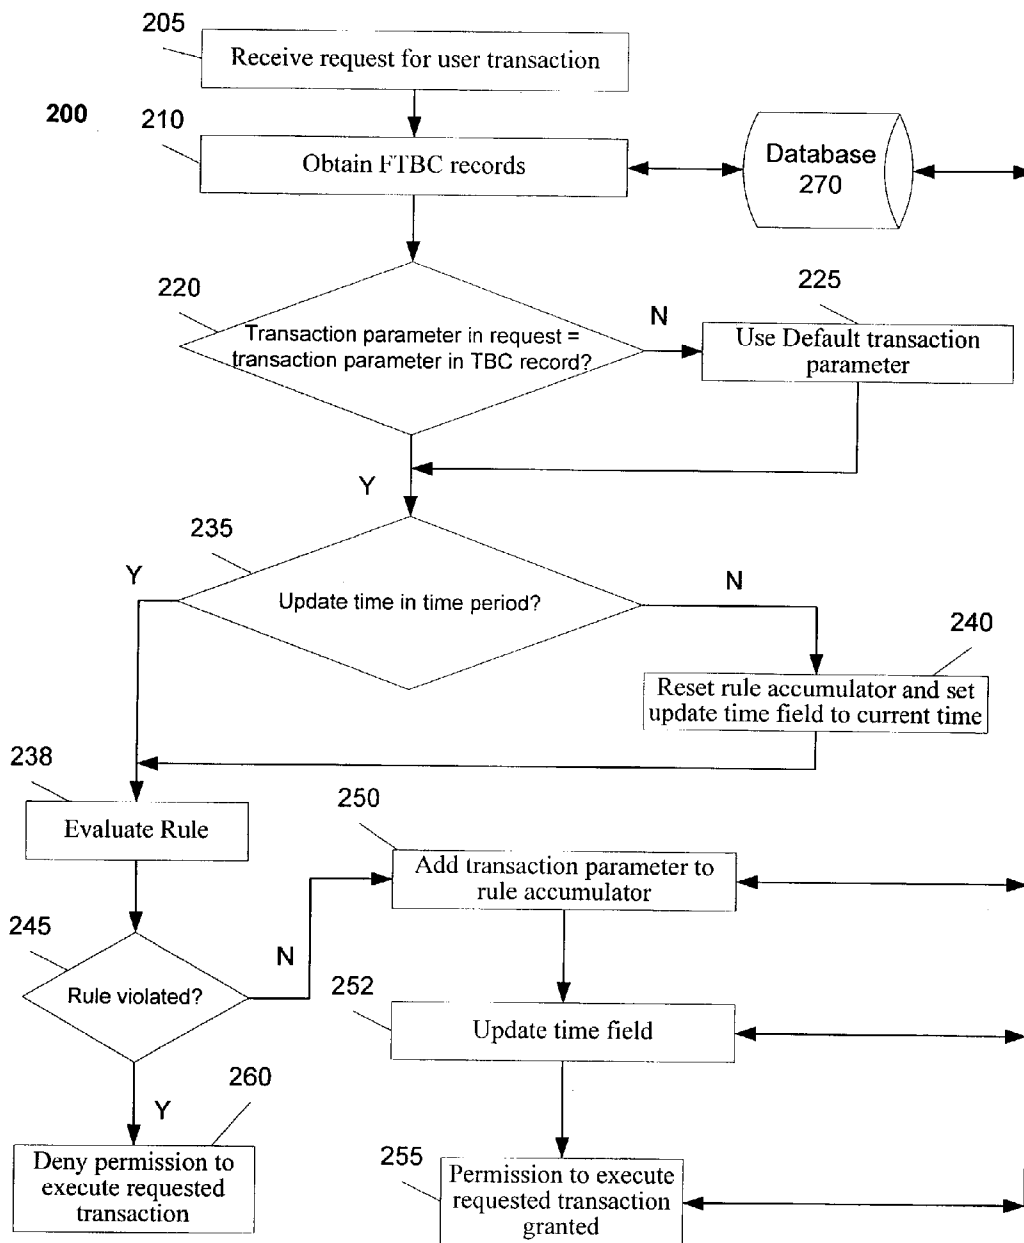 205
Receive request for user transaction
200
210
Obtain FTBC records
Database
270
220
Transaction parameter in request =
transaction parameter in TBC record?
N
225
Use Default transaction
parameter
Y
235
Y
Update time in time period?
N
240
Reset rule accumulator and set
update time field to current time
238
Evaluate Rule
250
Add transaction parameter to
rule accumulator
245
Rule violated?
N
252
Update time field
Y
260
Deny permission to
execute requested
transaction
255
Permission to execute
requested transaction
granted